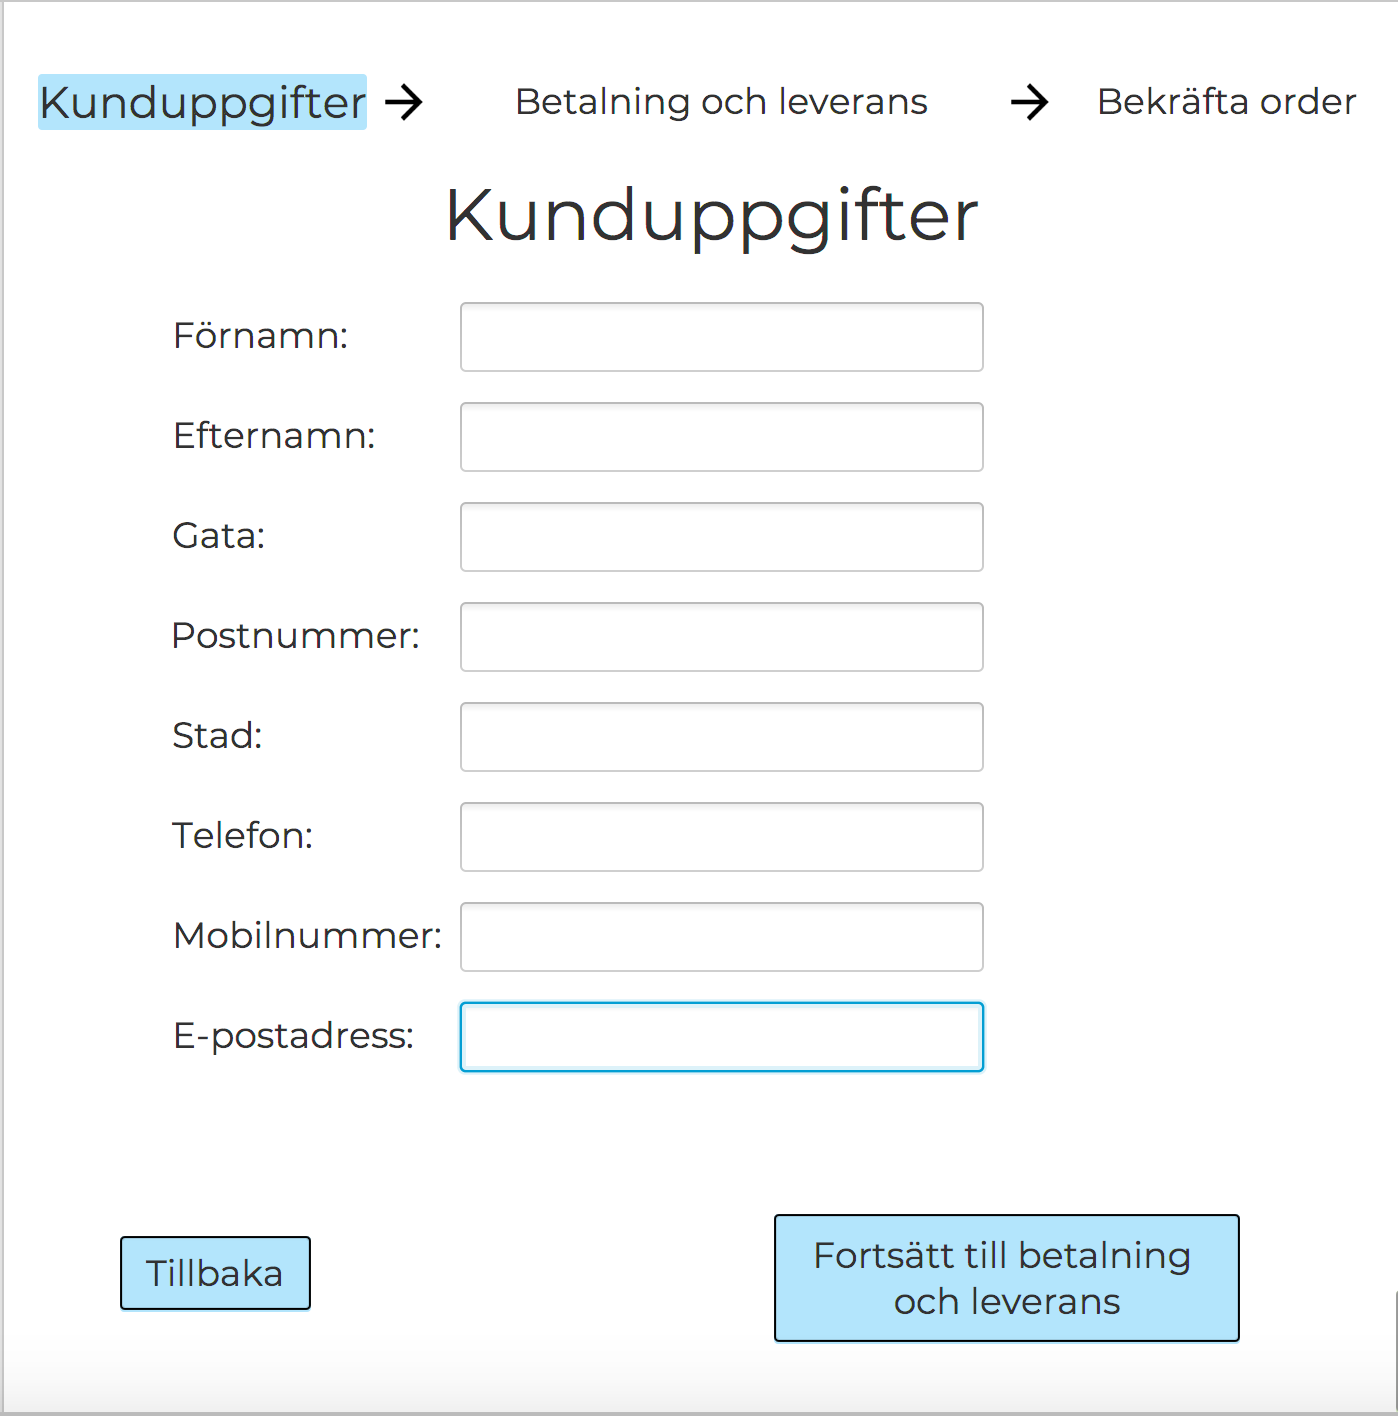 Kunduppgifter → Betalning och leverans → Bekräfta order
Kunduppgifter
Förnamn:
Efternamn:
Gata:
Postnummer:
Stad:
Telefon:
Mobilnummer:
E-postadress:
Tillbaka
Fortsätt till betalning
och leverans